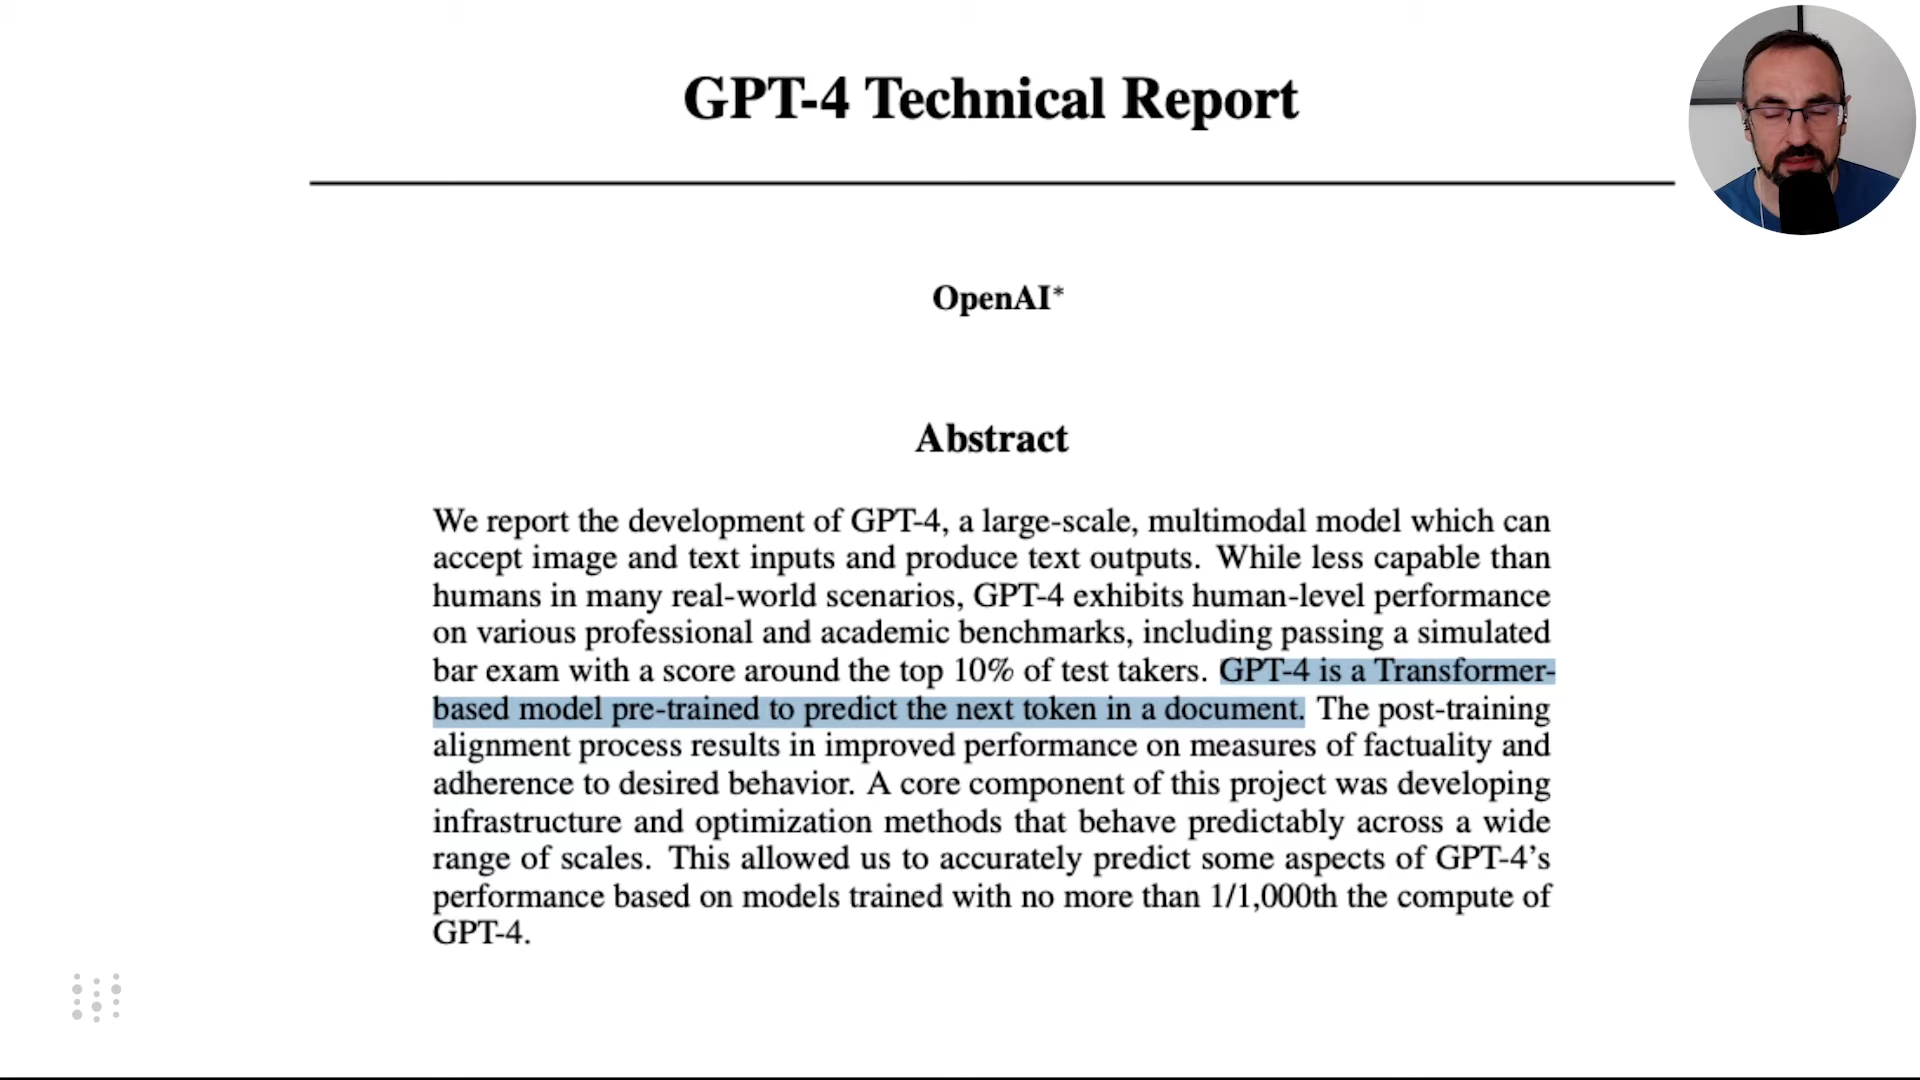 GPT-4 Technical Report
OpenAI*
Abstract
We report the development of GPT-4, a large-scale, multimodal model which can
accept image and text inputs and produce text outputs. While less capable than
humans in many real-world scenarios, GPT-4 exhibits human-level performance
on various professional and academic benchmarks, including passing a simulated
bar exam with a score around the top 10% of test takers. GPT-4 is a Transformer-
based model pre-trained to predict the next token in a document. The post-training
alignment process results in improved performance on measures of factuality and
adherence to desired behavior. A core component of this project was developing
infrastructure and optimization methods that behave predictably across a wide
range of scales. This allowed us to accurately predict some aspects of GPT-4’s
performance based on models trained with no more than 1/1,000th the compute of
GPT-4.